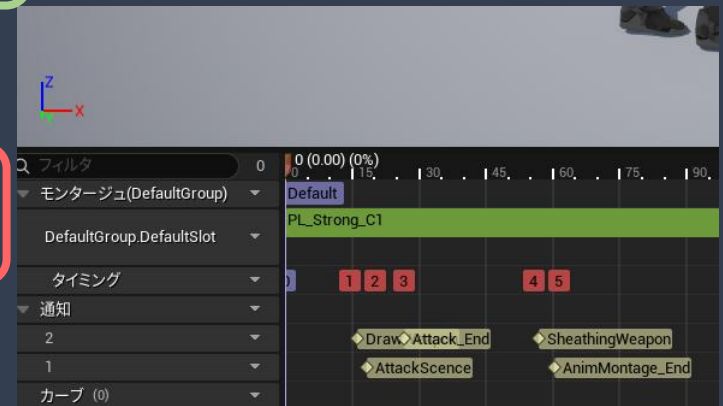 Z
X
フィルタ 0 0 (0.00) (0%)
0 15 30 45 60 75 90
モンタージュ(DefaultGroup) Default
DefaultGroup.DefaultSlot PL_Strong_C1
タイミング 1 2 3 4 5
通知
2 Draw Attack_End SheathingWeapon
1 AttackScence AnimMontage_End
カーブ (0)